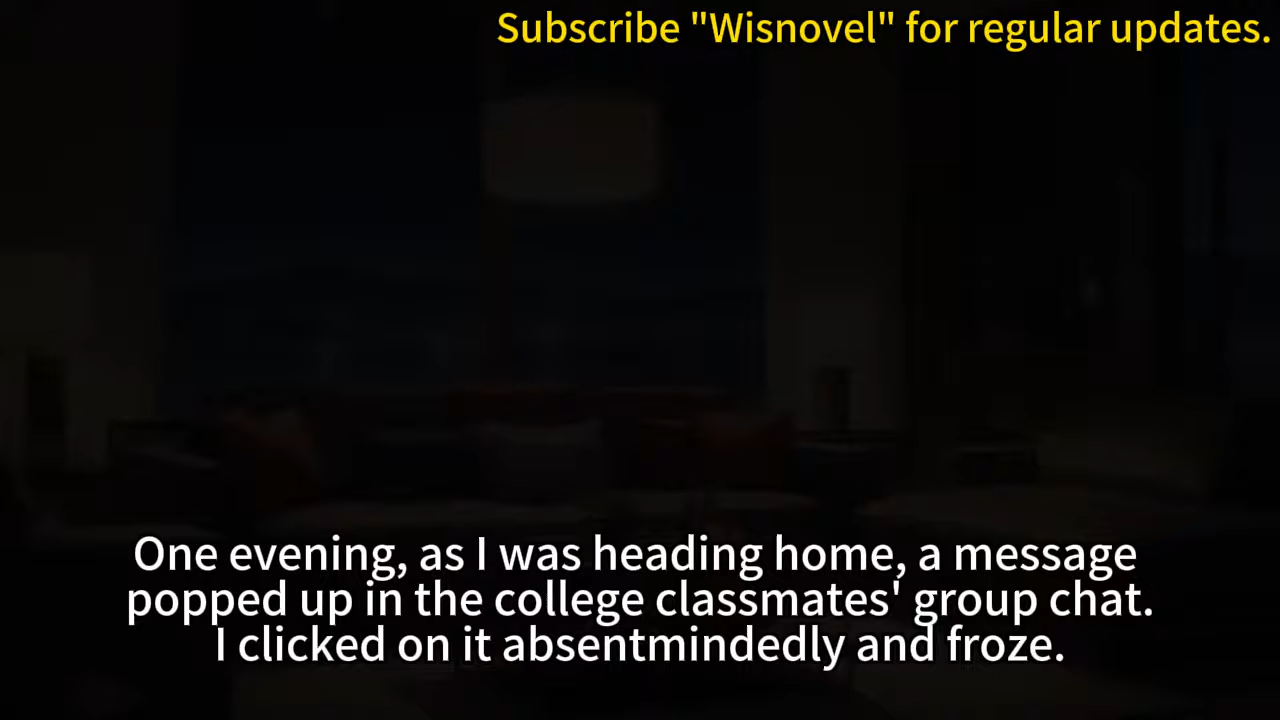 Subscribe "Wisnovel" for regular updates.
One evening, as I was heading home, a message
popped up in the college classmates' group chat.
I clicked on it absentmindedly and froze.